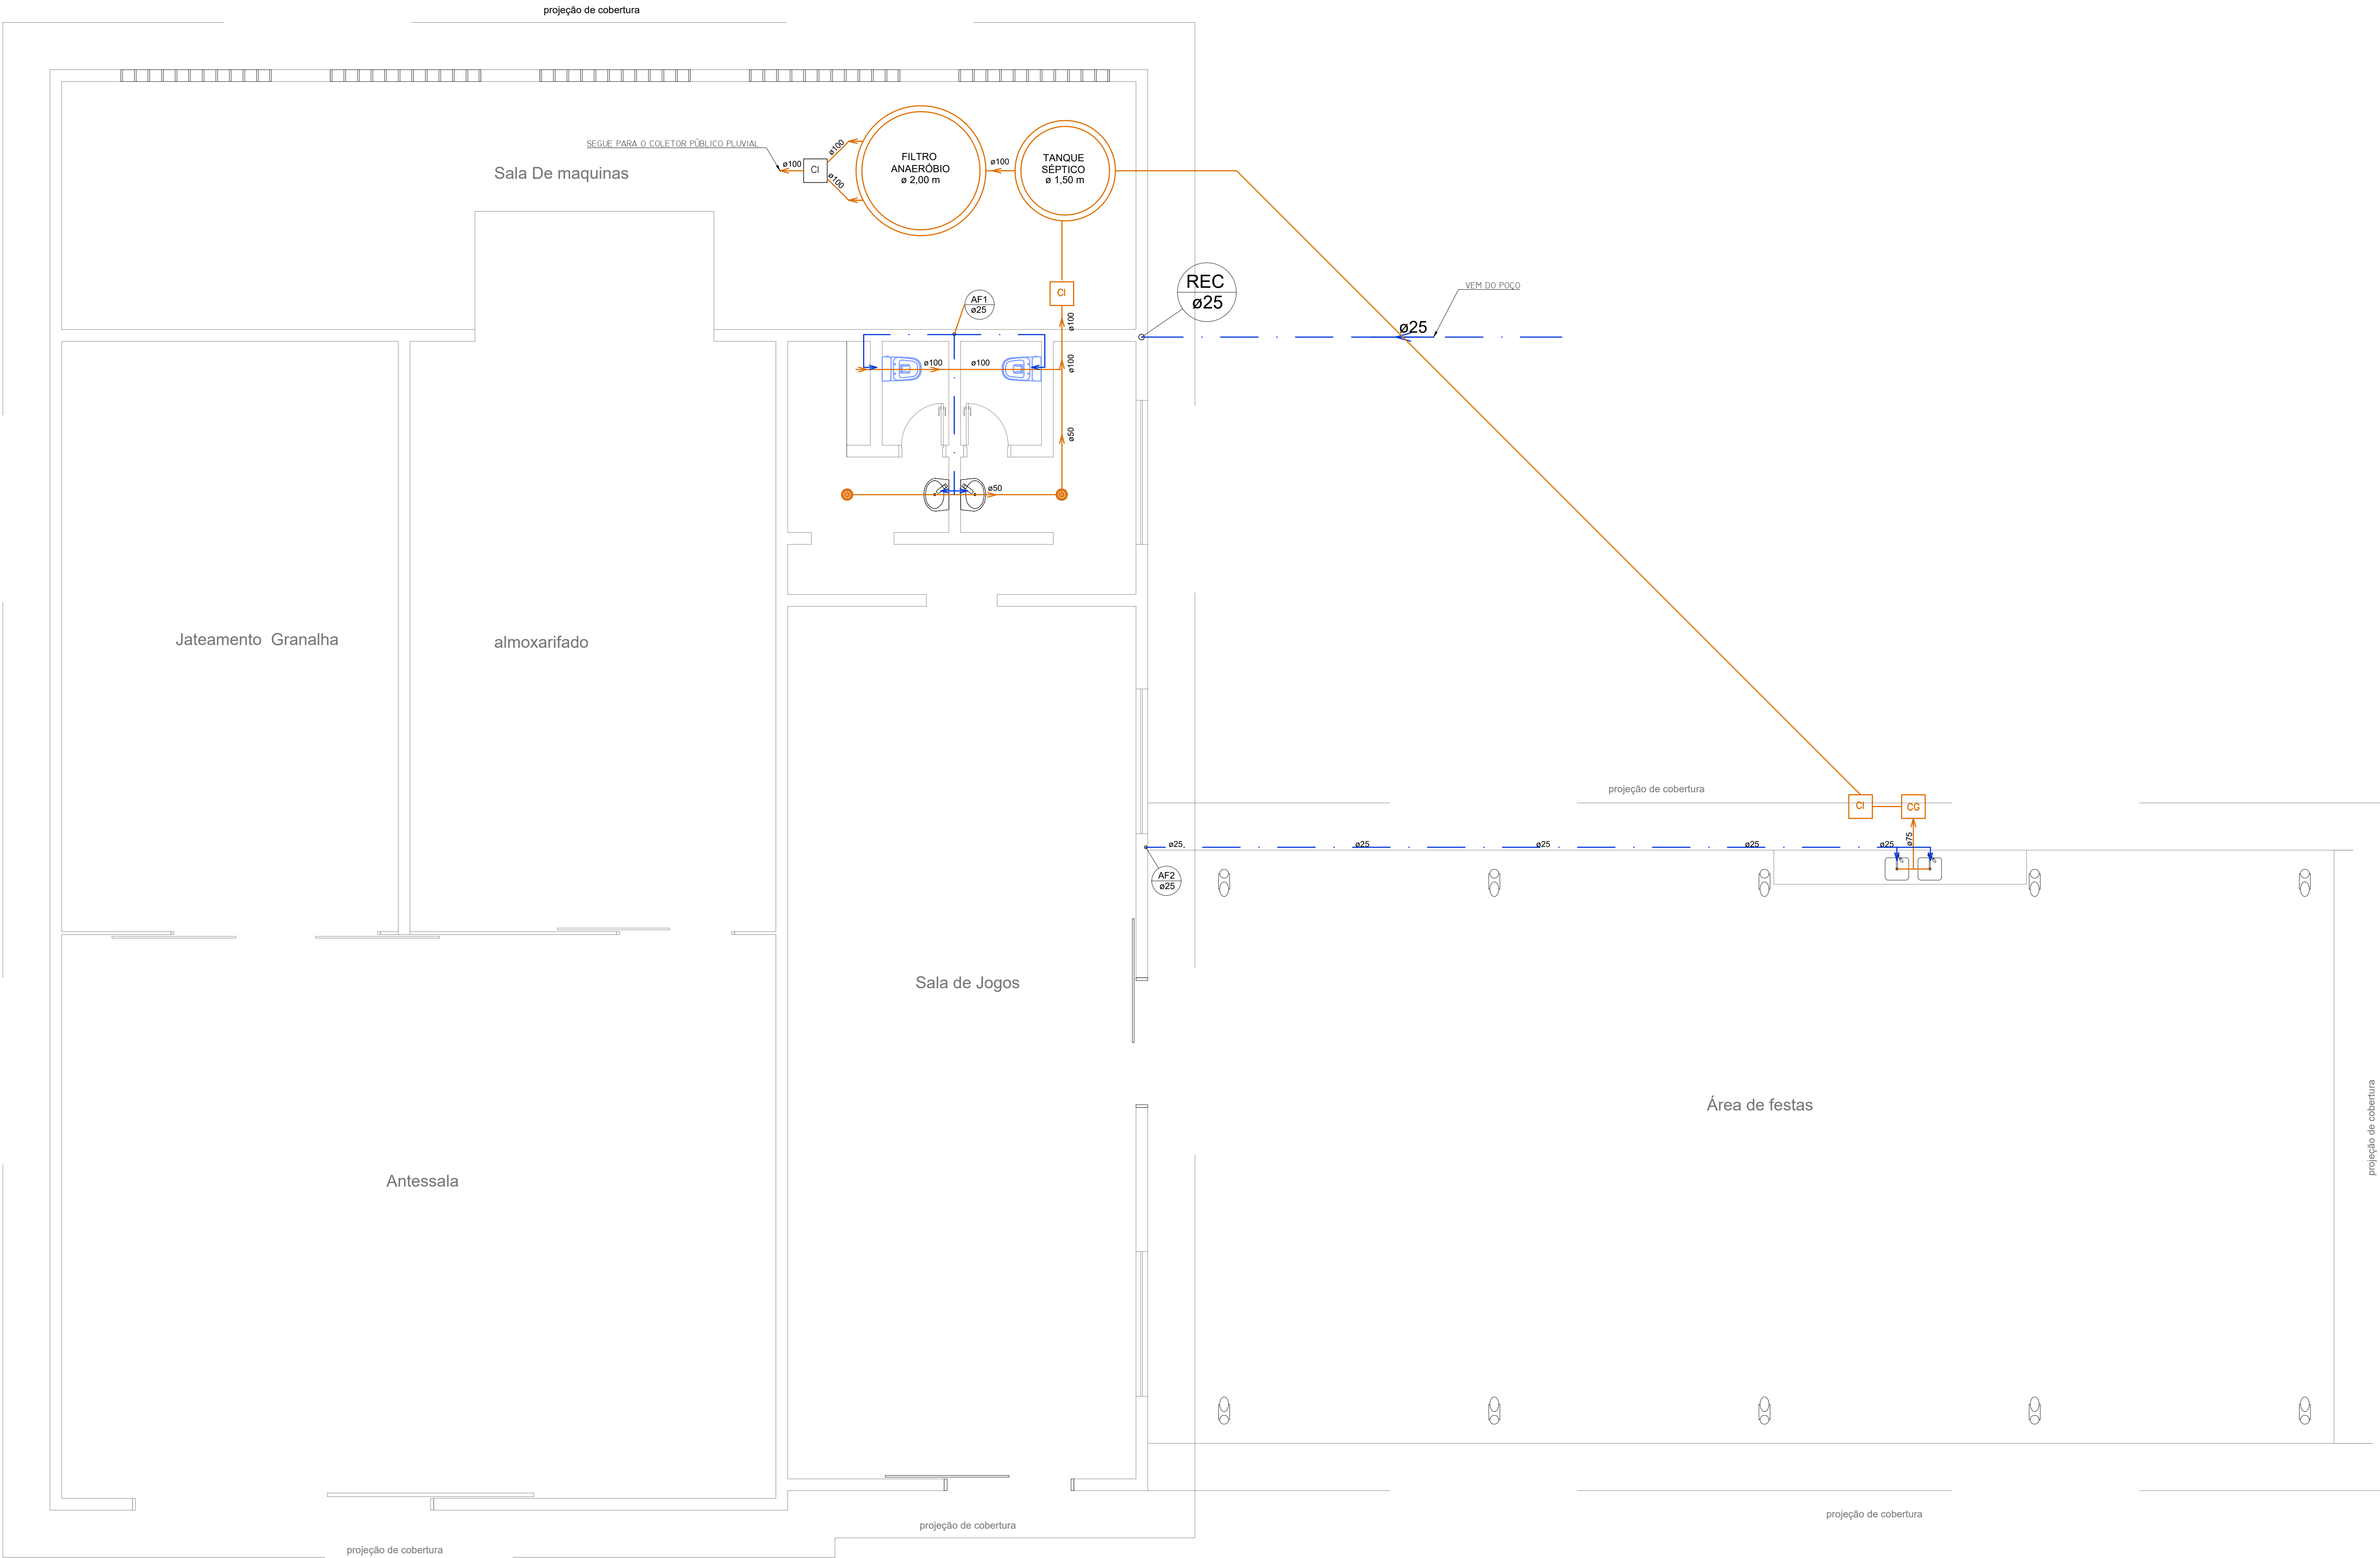 projeção de cobertura
SEGUE PARA O COLETOR PÚBLICO PLUVIAL
Sala De maquinas
ø100
CI
ø100
ø100
FILTRO
ANAERÓBIO
ø 2,00 m
ø100
TANQUE
SÉPTICO
ø 1,50 m
CI
REC
ø25
VEM DO POÇO
ø25
AF1
ø25
ø100
ø100
ø100
ø100
ø50
ø50
Jateamento Granalha
almoxarifado
projeção de cobertura
CI
CG
ø75
ø25
ø25
ø25
ø25
ø25
AF2
ø25
Sala de Jogos
Área de festas
projeção de cobertura
Antessala
projeção de cobertura
projeção de cobertura
projeção de cobertura